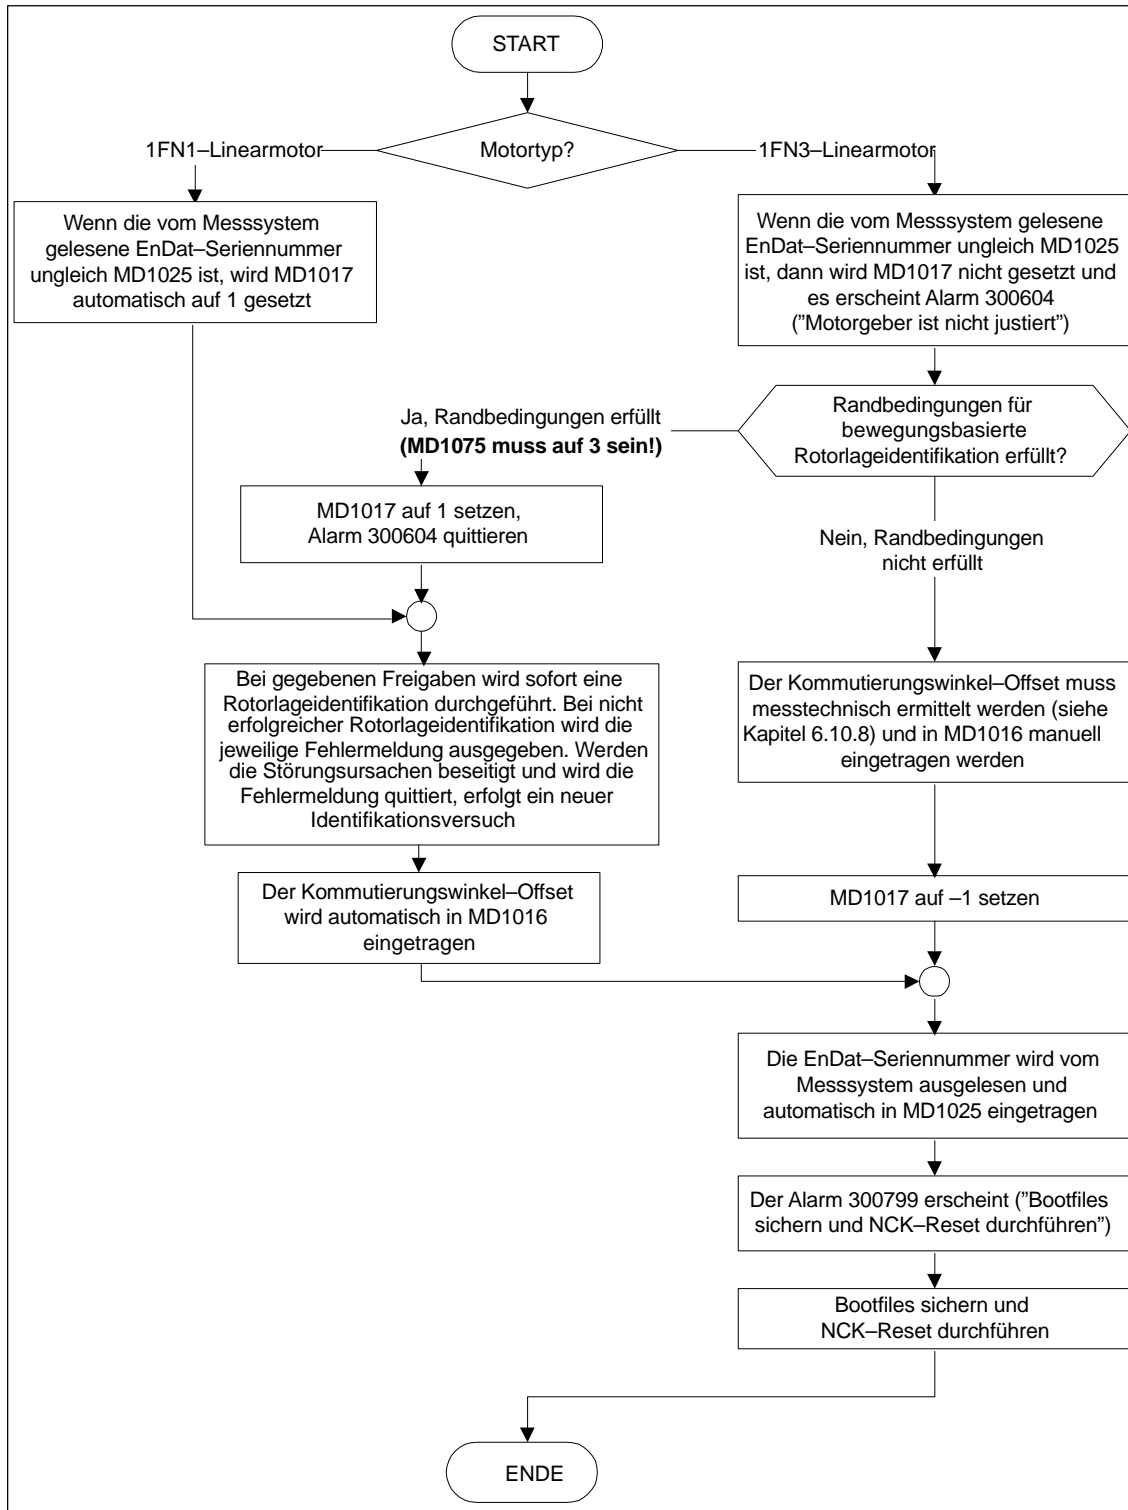 START
Motortyp?
1FN1–Linearmotor
1FN3–Linearmotor
Wenn die vom Messsystem
gelesene EnDat–Seriennummer
ungleich MD1025 ist, wird MD1017
automatisch auf 1 gesetzt
Wenn die vom Messsystem gelesene
EnDat–Seriennummer ungleich MD1025
ist, dann wird MD1017 nicht gesetzt und
es erscheint Alarm 300604
(”Motorgeber ist nicht justiert”)
Randbedingungen für
bewegungsbasierte
Rotorlageidentifikation erfüllt?
Ja, Randbedingungen erfüllt
(MD1075 muss auf 3 sein!)
MD1017 auf 1 setzen,
Alarm 300604 quittieren
Nein, Randbedingungen
nicht erfüllt
Bei gegebenen Freigaben wird sofort eine
Rotorlageidentifikation durchgeführt. Bei nicht
erfolgreicher Rotorlageidentifikation wird die
jeweilige Fehlermeldung ausgegeben. Werden
die Störungsursachen beseitigt und wird die
Fehlermeldung quittiert, erfolgt ein neuer
Identifikationsversuch
Der Kommutierungswinkel–Offset muss
messtechnisch ermittelt werden (siehe
Kapitel 6.10.8) und in MD1016 manuell
eingetragen werden
Der Kommutierungswinkel–Offset
wird automatisch in MD1016
eingetragen
MD1017 auf –1 setzen
Die EnDat–Seriennummer wird vom
Messsystem ausgelesen und
automatisch in MD1025 eingetragen
Der Alarm 300799 erscheint (”Bootfiles
sichern und NCK–Reset durchführen”)
Bootfiles sichern und
NCK–Reset durchführen
ENDE